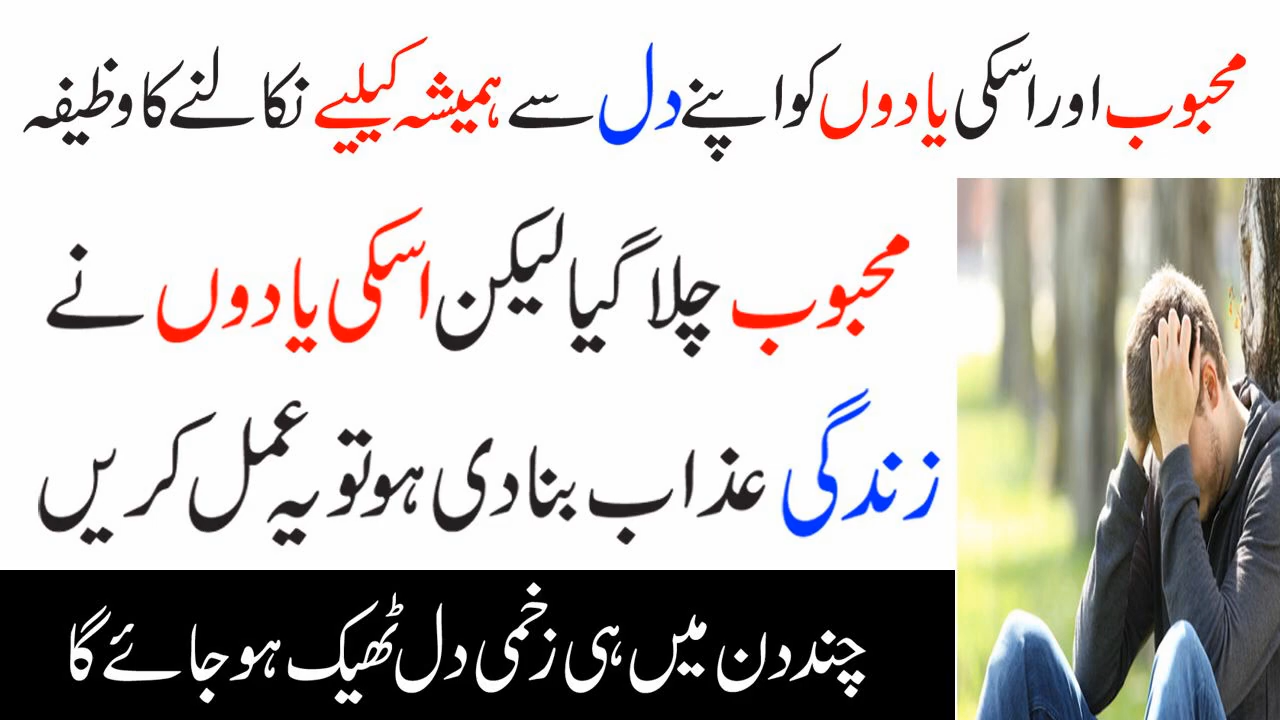 محبوب اور اسکی یادوں کو اپنے دل سے ہمیشہ کیلیے نکالنے کا وظیفہ
محبوب چلا گیا لیکن اسکی یادوں نے
زندگی عذاب بنا دی ہو تو یہ عمل کریں
چند دن میں ہی زخمی دل ٹھیک ہو جائے گا